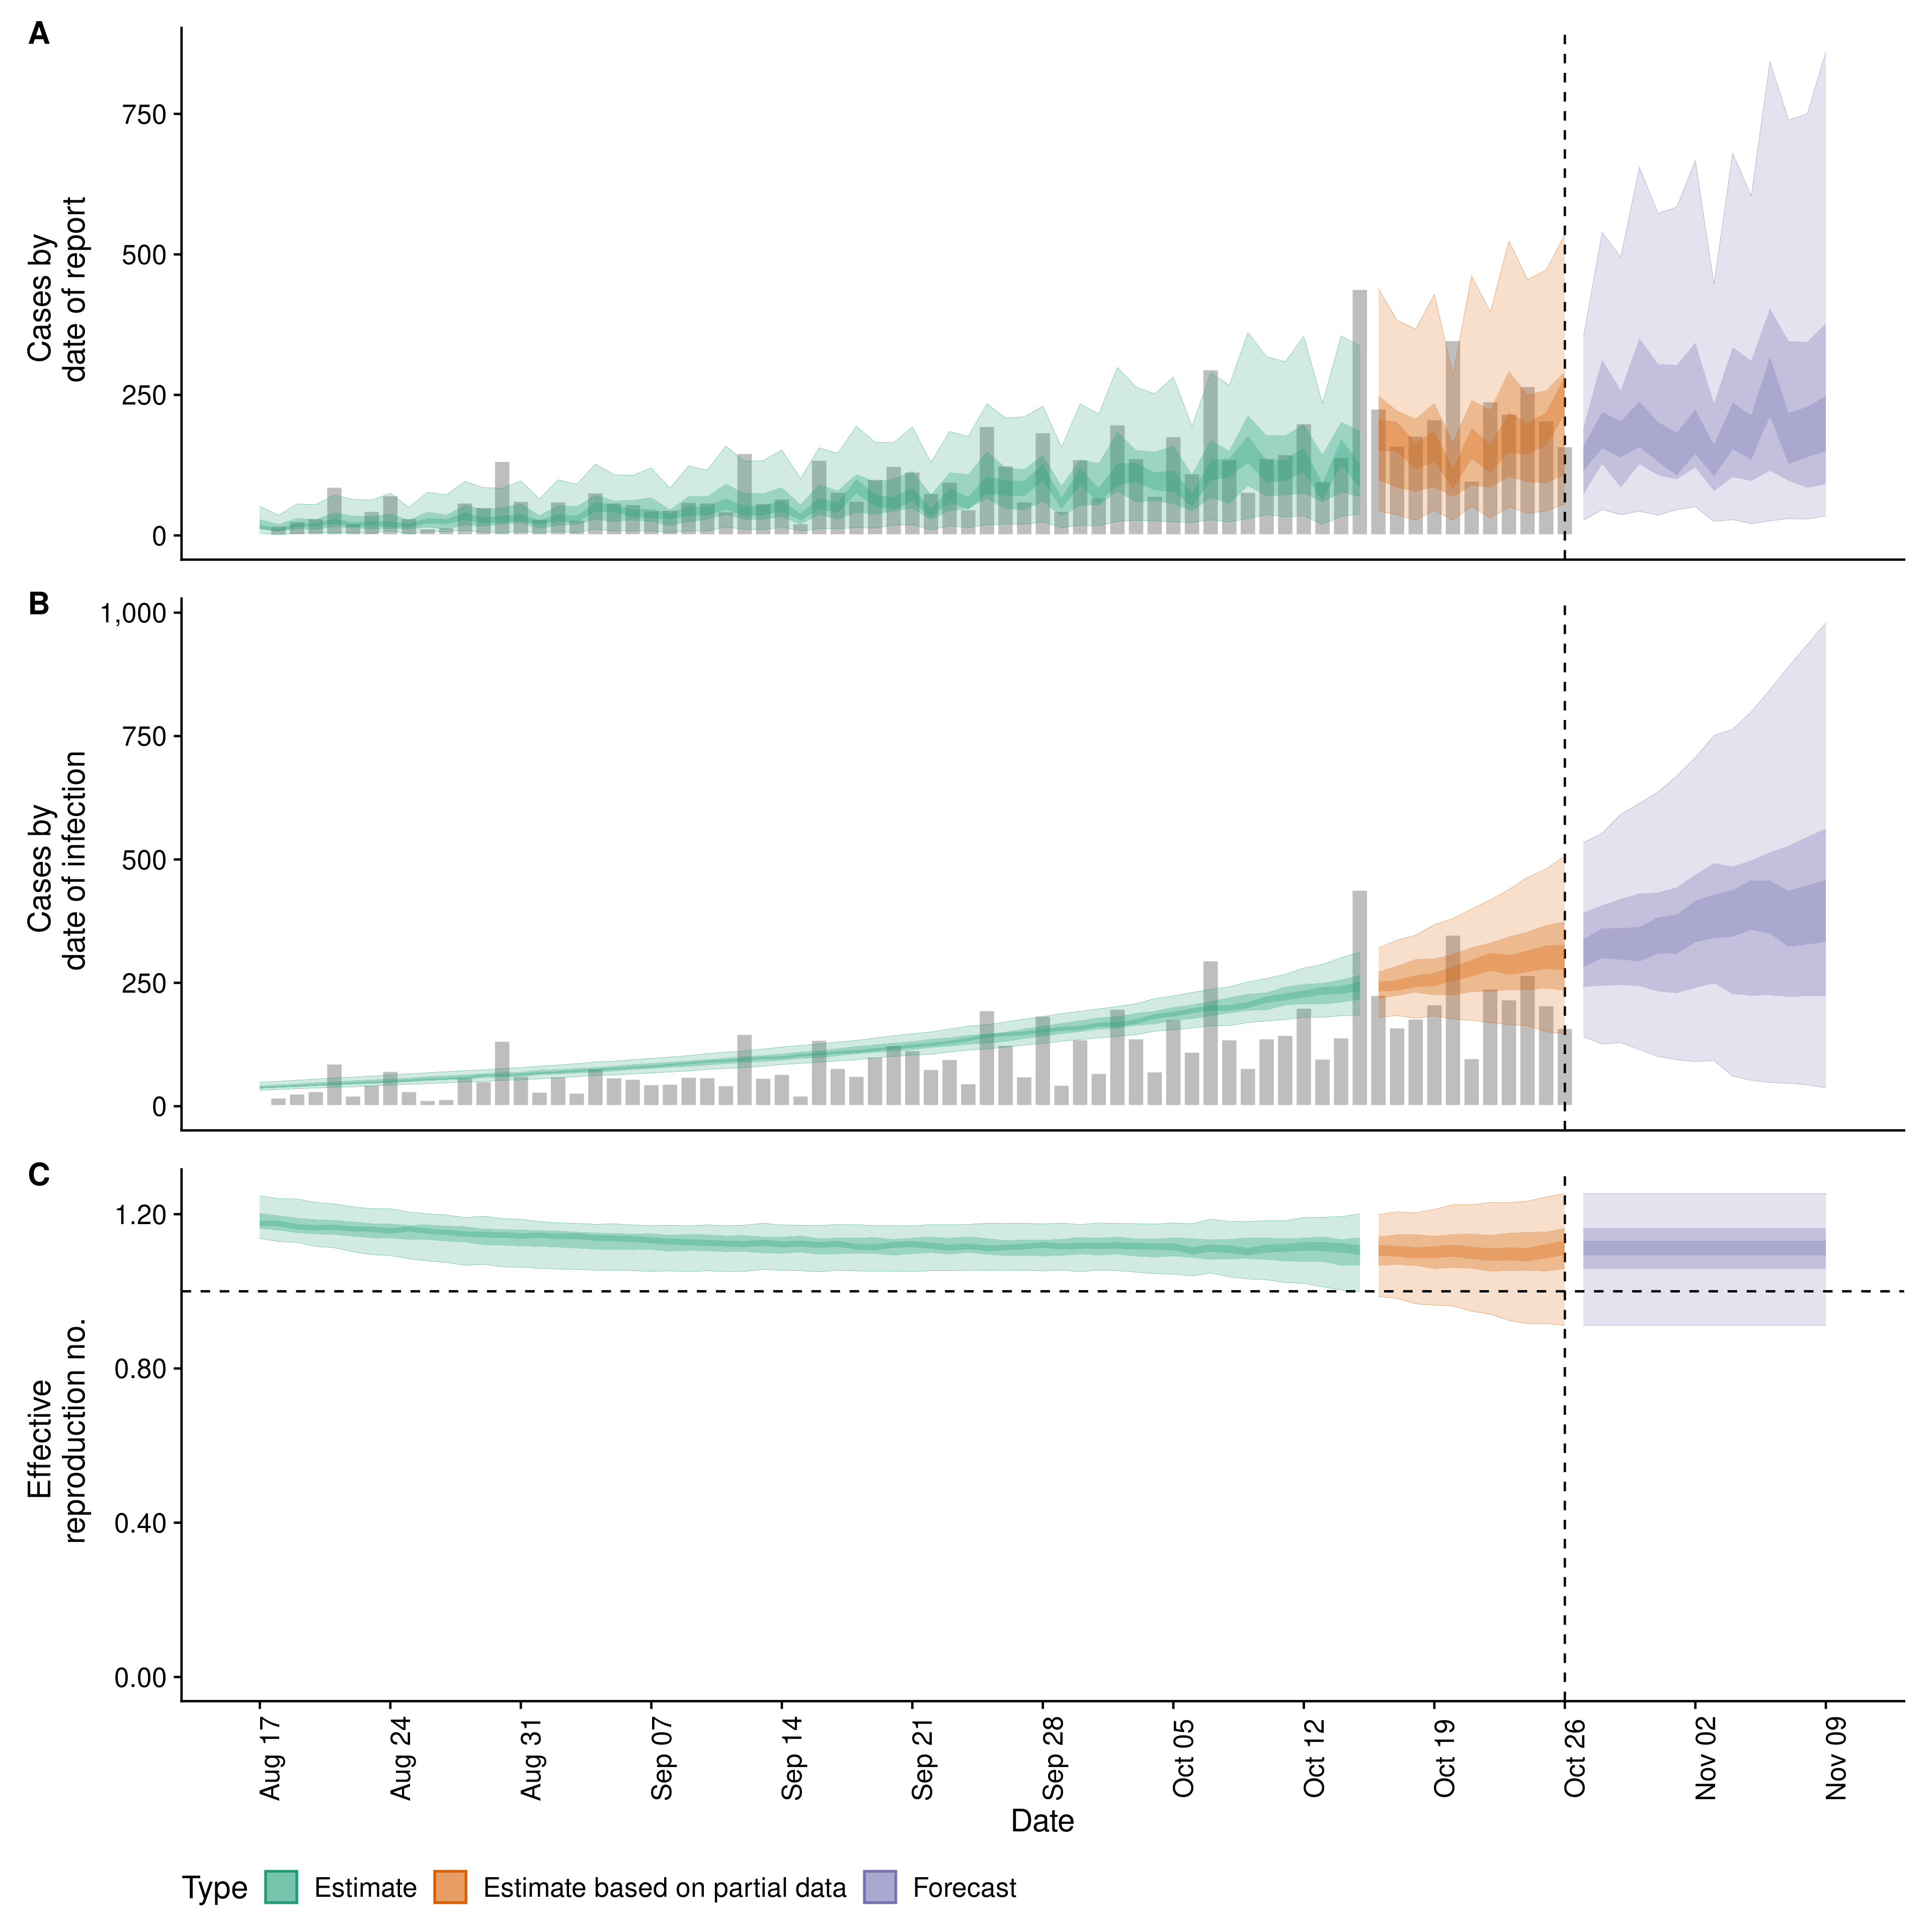 A
Cases by
date of report
750
500
250
0
B
Cases by
date of infection
1,000
750
500
250
0
C
Effective
reproduction no.
1.20
0.80
0.40
0.00
Aug 17
Aug 24
Aug 31
Sep 07
Sep 14
Sep 21
Sep 28
Oct 05
Oct 12
Oct 19
Oct 26
Nov 02
Nov 09
Date
Type Estimate Estimate based on partial data Forecast